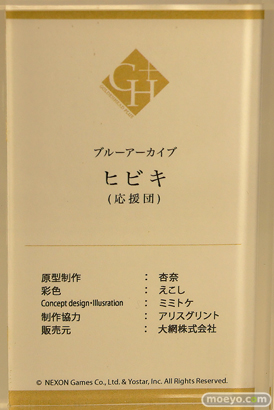 GH
ブルーアーカイブ
ヒビキ
(応援団)
原型制作 : 杏奈
彩色 : えこし
Concept design・Illusration : ミミトケ
制作協力 : アリスグリント
販売元 : 大網株式会社
© NEXON Games Co., Ltd. & Yostar, Inc. All Rights Reserved.
moeyo.com